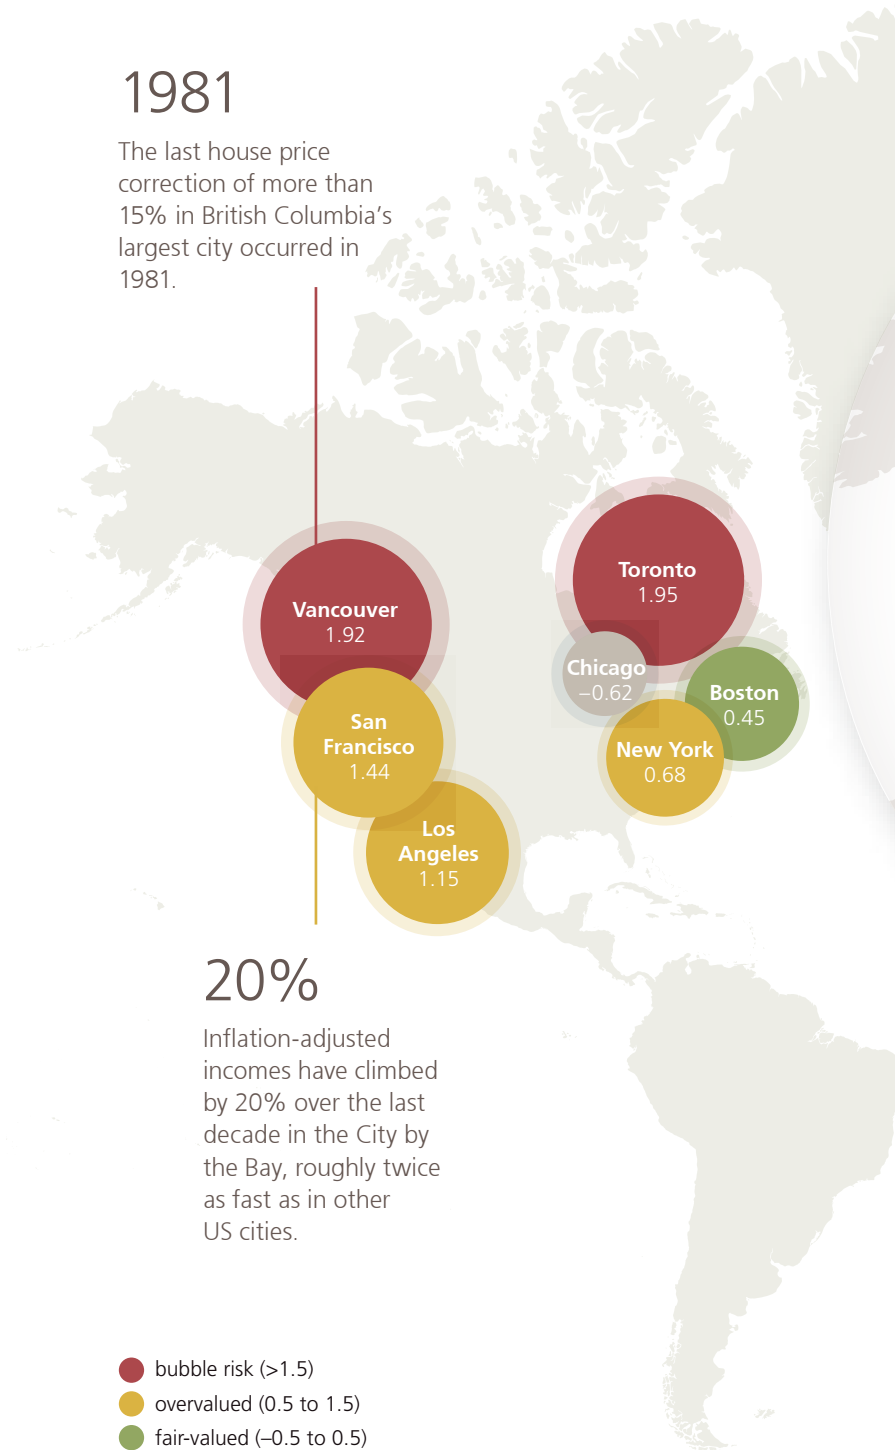 1981
The last house price
correction of more than
15% in British Columbia’s
largest city occurred in
1981.
Toronto
1.95
Vancouver
1.92
Chicago
–0.62
Boston
0.45
San
Francisco
1.44
New York
0.68
Los
Angeles
1.15
20%
Inflation-adjusted
incomes have climbed
by 20% over the last
decade in the City by
the Bay, roughly twice
as fast as in other
US cities.
bubble risk (>1.5)
overvalued (0.5 to 1.5)
fair-valued (–0.5 to 0.5)